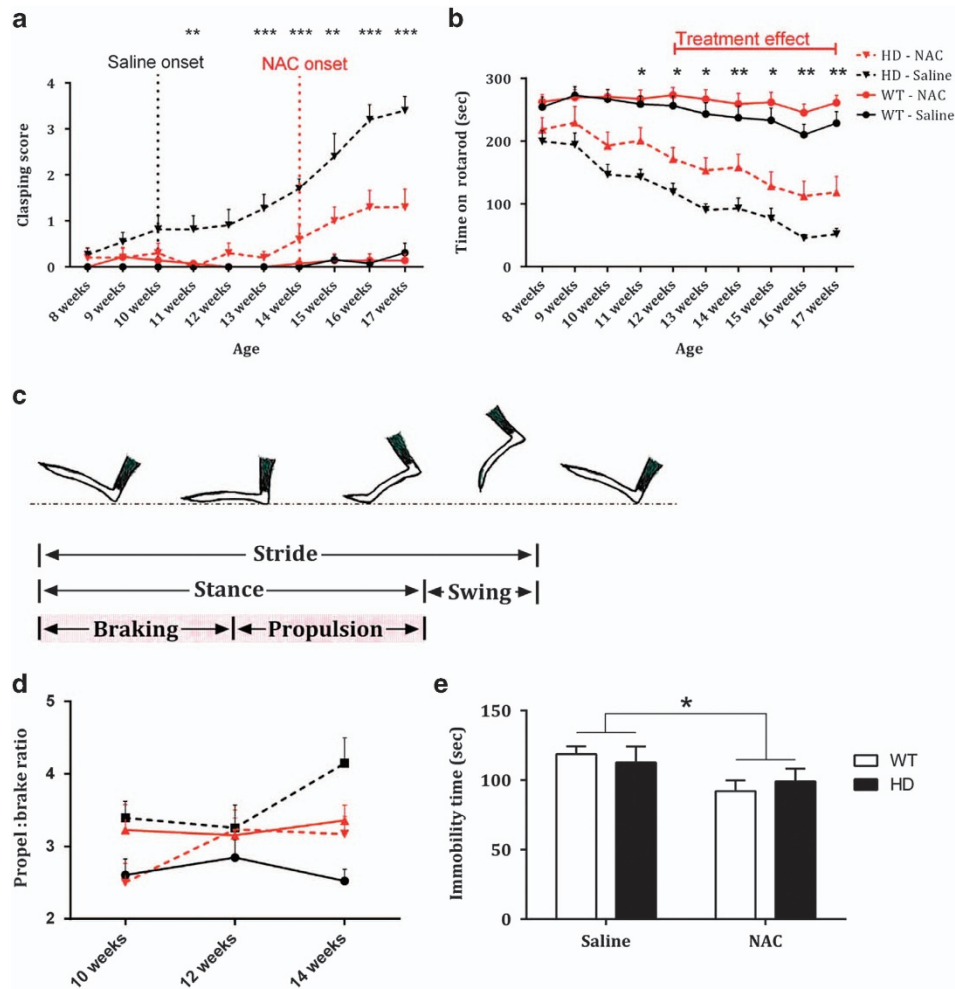 a
** *** *** ** *** ***
Saline onset NAC onset
Clasping score
4
3
2
1
0
8 weeks
9 weeks
10 weeks
11 weeks
12 weeks
13 weeks
14 weeks
15 weeks
16 weeks
17 weeks
Age
b
Treatment effect
* * * ** * ** **
HD - NAC
HD - Saline
WT - NAC
WT - Saline
Time on rotarod (sec)
300
200
100
0
8 weeks
9 weeks
10 weeks
11 weeks
12 weeks
13 weeks
14 weeks
15 weeks
16 weeks
17 weeks
Age
c
Stride
Stance Swing
Braking Propulsion
d
Propel:brake ratio
5
4
3
2
10 weeks
12 weeks
14 weeks
e
*
Immobility time (sec)
150
100
50
0
Saline NAC
WT
HD